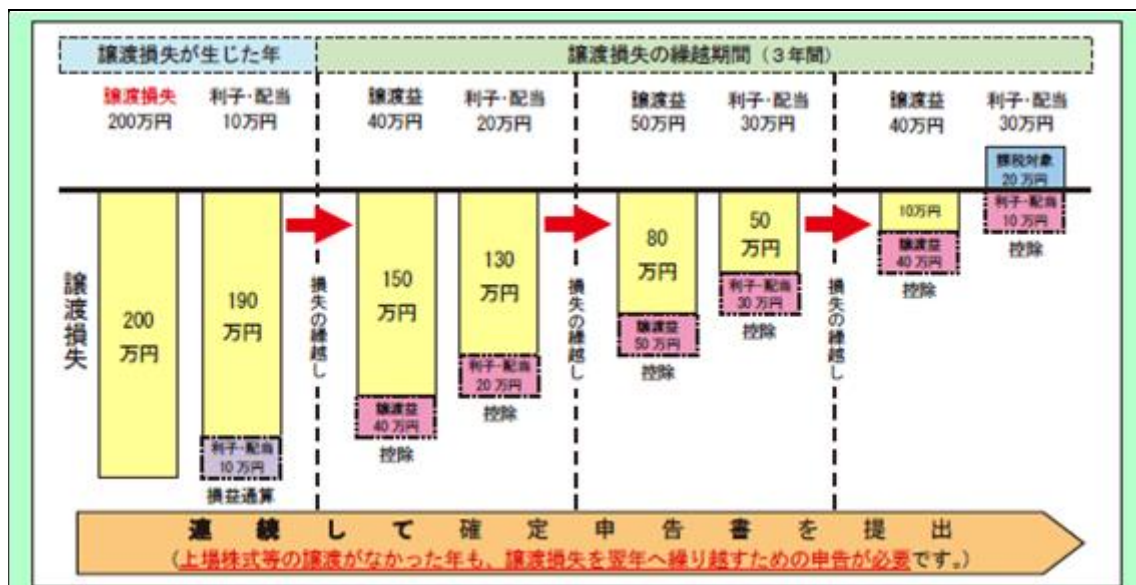 譲渡損失が生じた年
譲渡損失の繰越期間（３年間）
譲渡損失
200万円
利子･配当
10万円
譲渡益
40万円
利子･配当
20万円
譲渡益
50万円
利子･配当
30万円
譲渡益
40万円
利子･配当
30万円
譲渡損失
200
万円
190
万円
利子･配当
10万円
損益通算
損失の繰越し
150
万円
譲渡益
40万円
控除
130
万円
利子･配当
20万円
控除
損失の繰越し
80
万円
譲渡益
50万円
控除
50
万円
利子･配当
30万円
控除
損失の繰越し
10万円
譲渡益
40万円
控除
課税対象
20万円
利子･配当
10万円
控除
連続して確定申告書を提出
（上場株式等の譲渡がなかった年も、譲渡損失を翌年へ繰り越すための申告が必要です。）